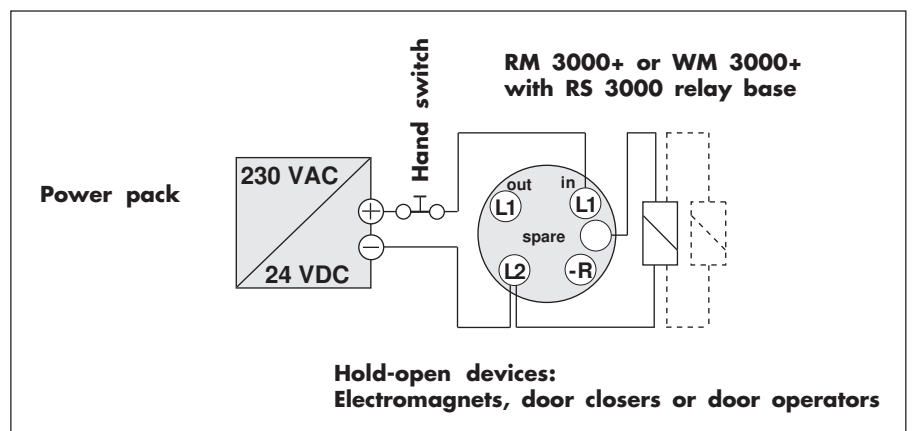 Hand switch
RM 3000+ or WM 3000+
with RS 3000 relay base
Power pack
230 VAC
24 VDC
+
−
out
in
L1
L1
spare
L2
-R
Hold-open devices:
Electromagnets, door closers or door operators